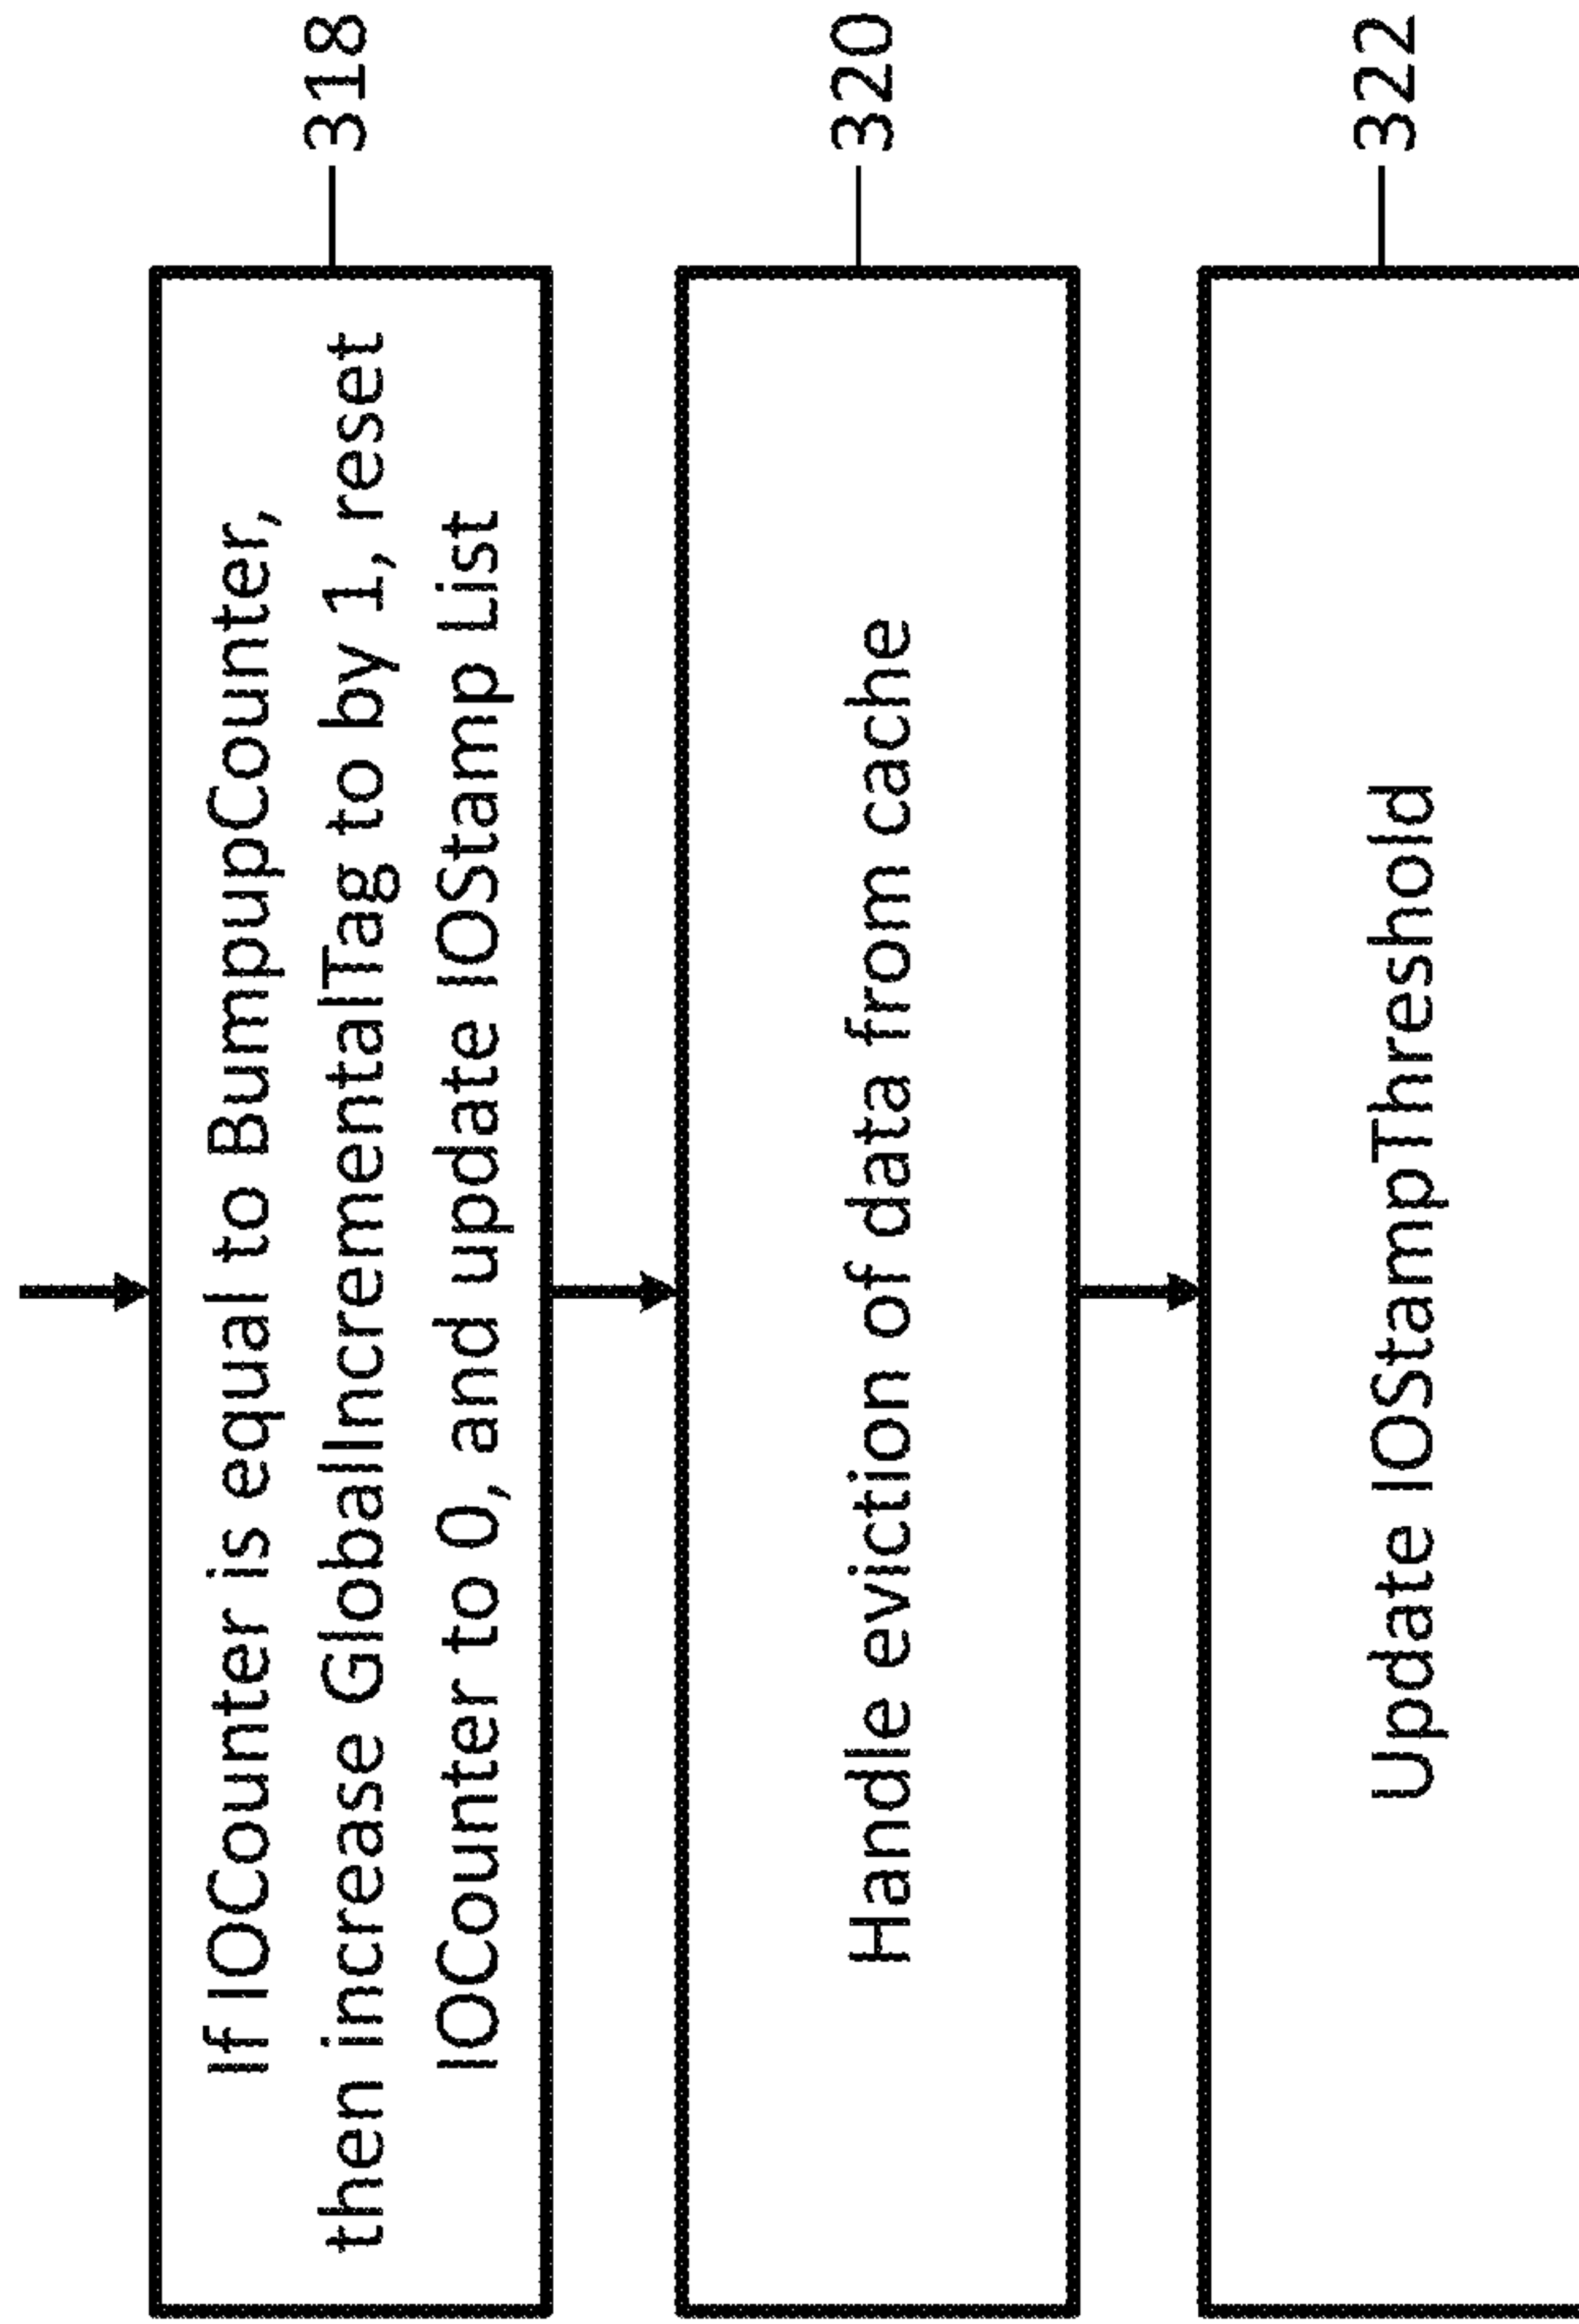 If IOCounter is equal to BumpupCounter,
then increase GlobalIncrementalTag to by 1, reset
IOCounter to 0, and update IOStamp List
318
Handle eviction of data from cache
320
Update IOStampThreshold
322